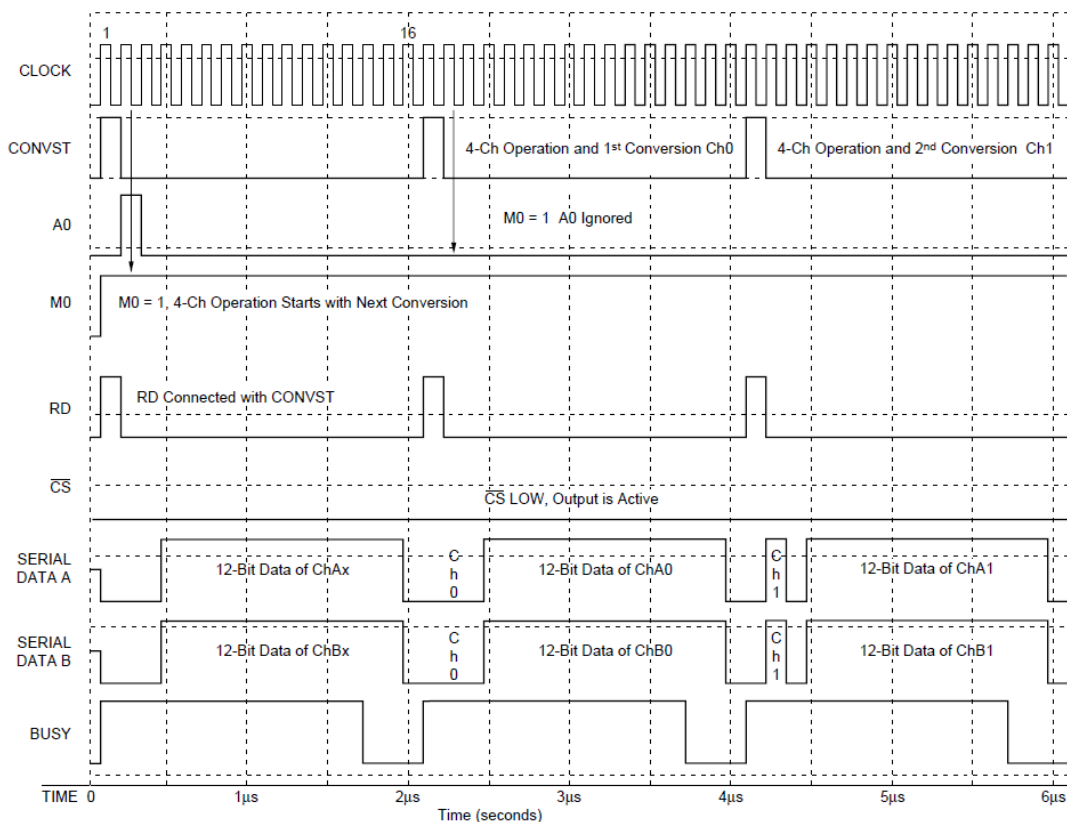 1 16
CLOCK
CONVST
4-Ch Operation and 1st Conversion Ch0
4-Ch Operation and 2nd Conversion Ch1
A0
M0 = 1 A0 Ignored
M0
M0 = 1, 4-Ch Operation Starts with Next Conversion
RD
RD Connected with CONVST
CS
CS LOW, Output is Active
SERIAL
DATA A
12-Bit Data of ChAx
C
h
0
12-Bit Data of ChA0
C
h
1
12-Bit Data of ChA1
SERIAL
DATA B
12-Bit Data of ChBx
C
h
0
12-Bit Data of ChB0
C
h
1
12-Bit Data of ChB1
BUSY
TIME 0 1μs 2μs 3μs 4μs 5μs 6μs
Time (seconds)